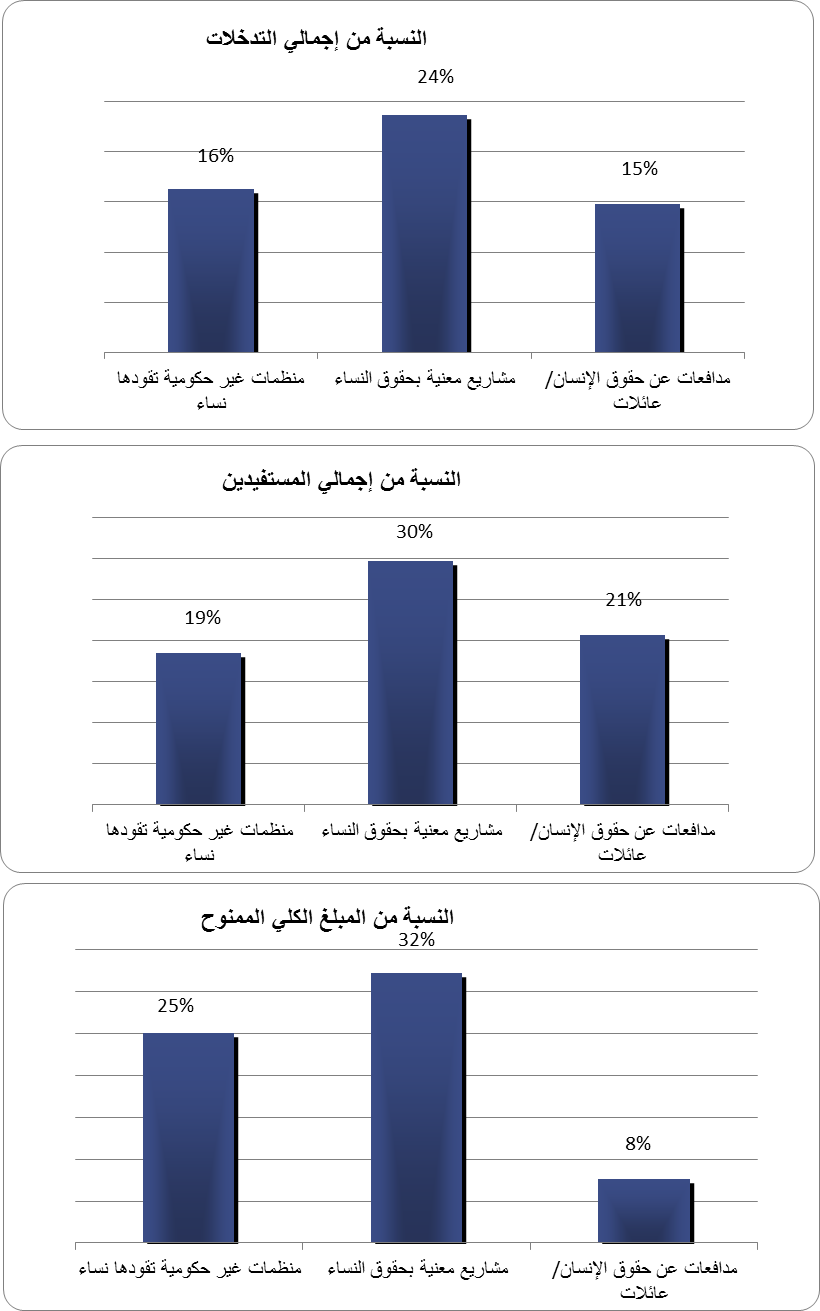 النسبة من إجمالي التدخلات
24%
16%
15%
منظمات غير حكومية تقودها
نساء
مشاريع معنية بحقوق النساء
مدافعات عن حقوق الإنسان/
عائلات
النسبة من إجمالي المستفيدين
30%
19%
21%
منظمات غير حكومية تقودها
نساء
مشاريع معنية بحقوق النساء
مدافعات عن حقوق الإنسان/
عائلات
النسبة من المبلغ الكلي الممنوح
32%
25%
8%
منظمات غير حكومية تقودها نساء
مشاريع معنية بحقوق النساء
مدافعات عن حقوق الإنسان/
عائلات